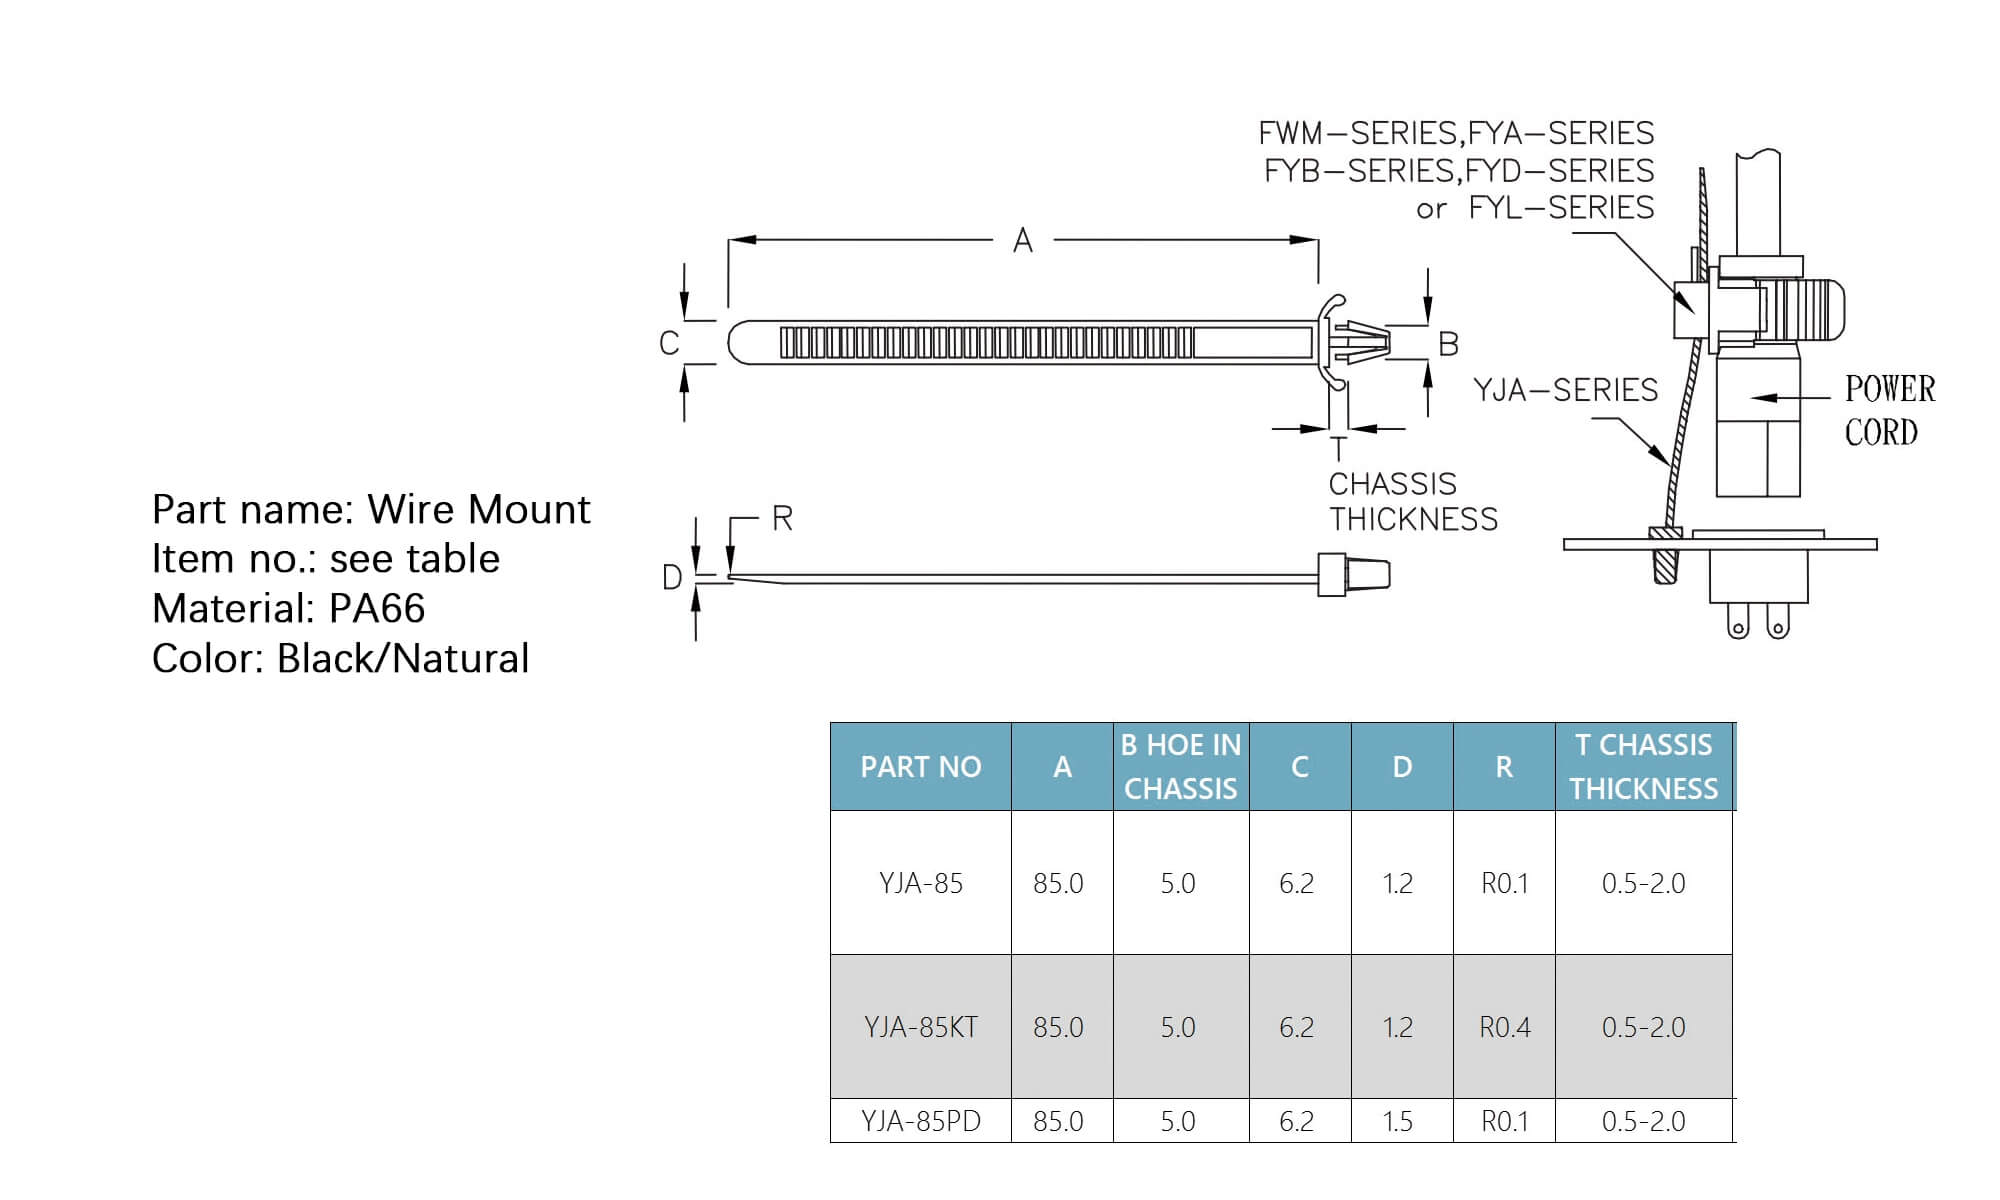 FWM-SERIES,FYA-SERIES
FYB-SERIES,FYD-SERIES
or FYL-SERIES
A
C
B
YJA-SERIES
POWER
CORD
T
CHASSIS
THICKNESS
R
D
Part name: Wire Mount
Item no.: see table
Material: PA66
Color: Black/Natural
PART NO A B HOE IN CHASSIS C D R T CHASSIS THICKNESS
YJA-85 85.0 5.0 6.2 1.2 R0.1 0.5-2.0
YJA-85KT 85.0 5.0 6.2 1.2 R0.4 0.5-2.0
YJA-85PD 85.0 5.0 6.2 1.5 R0.1 0.5-2.0